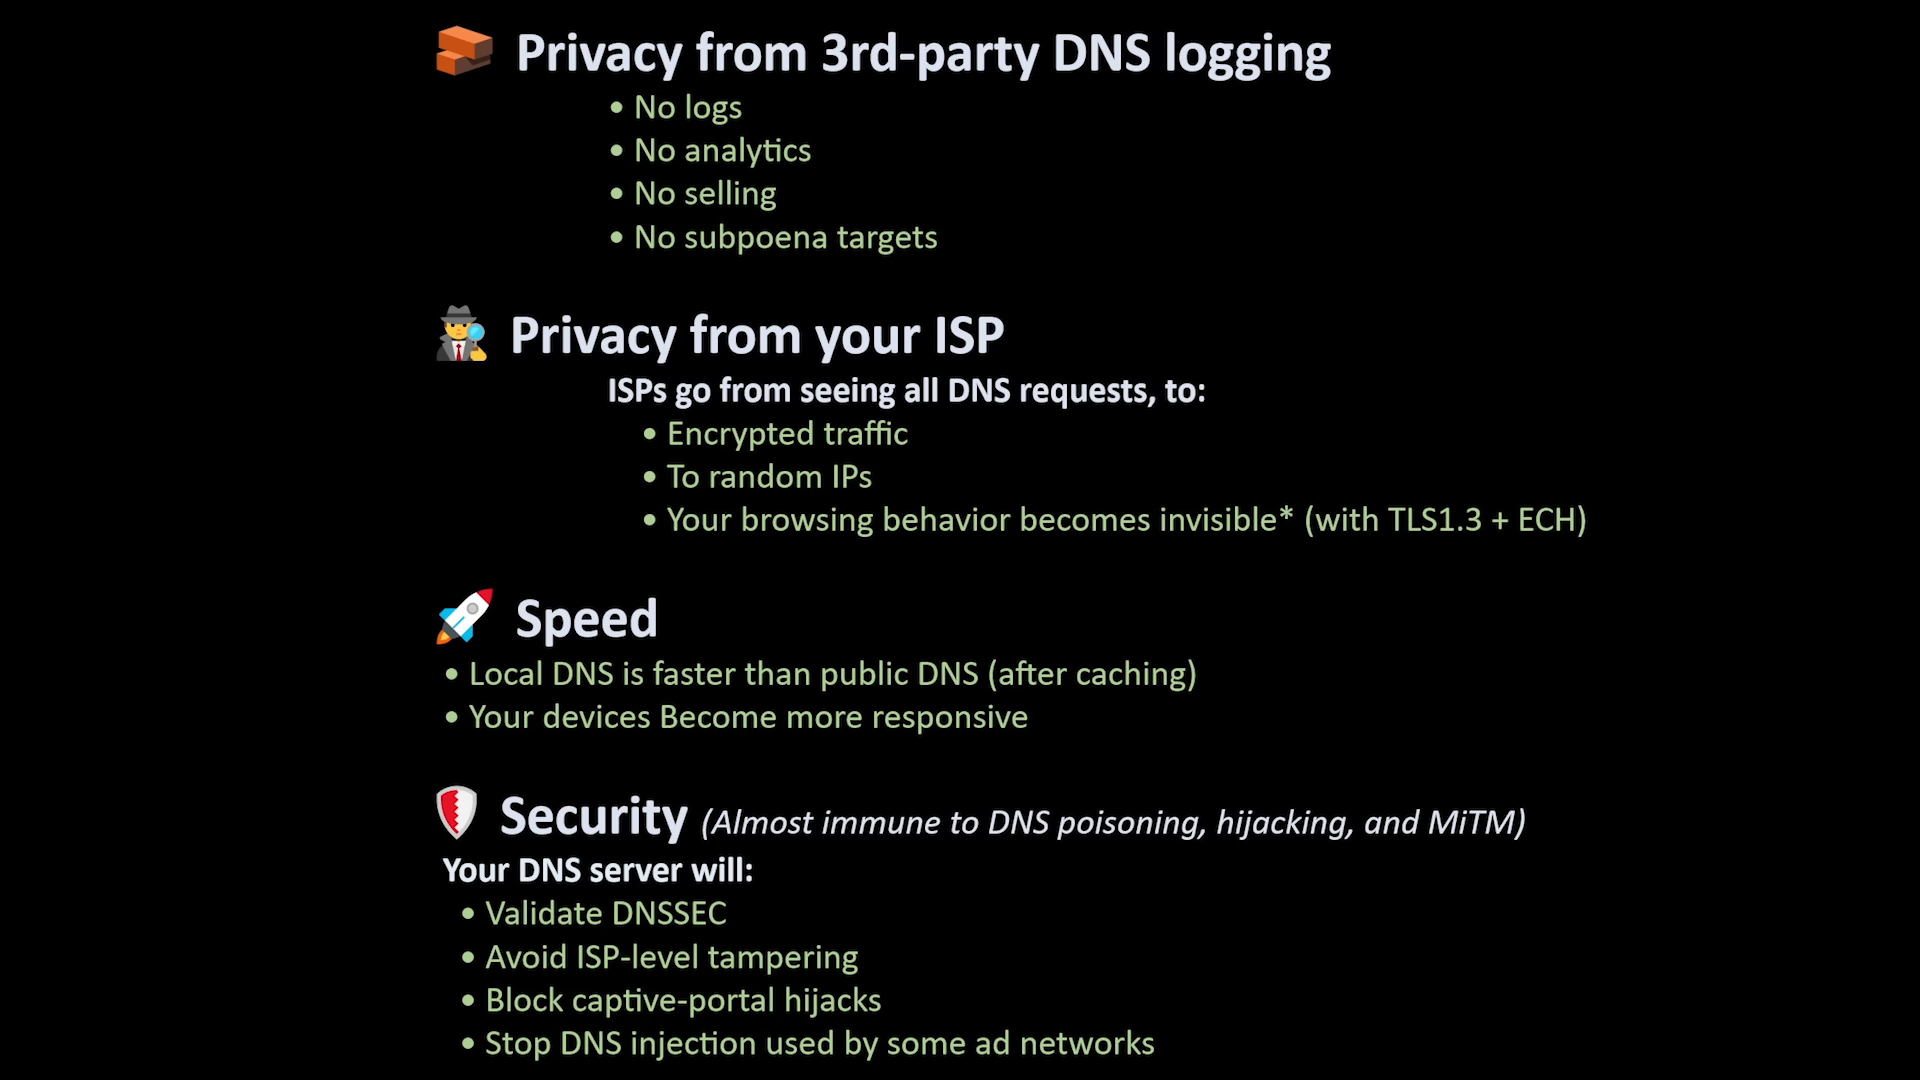 Privacy from 3rd-party DNS logging
• No logs
• No analytics
• No selling
• No subpoena targets
Privacy from your ISP
ISPs go from seeing all DNS requests, to:
• Encrypted traffic
• To random IPs
• Your browsing behavior becomes invisible* (with TLS1.3 + ECH)
Speed
• Local DNS is faster than public DNS (after caching)
• Your devices Become more responsive
Security (Almost immune to DNS poisoning, hijacking, and MiTM)
Your DNS server will:
• Validate DNSSEC
• Avoid ISP-level tampering
• Block captive-portal hijacks
• Stop DNS injection used by some ad networks